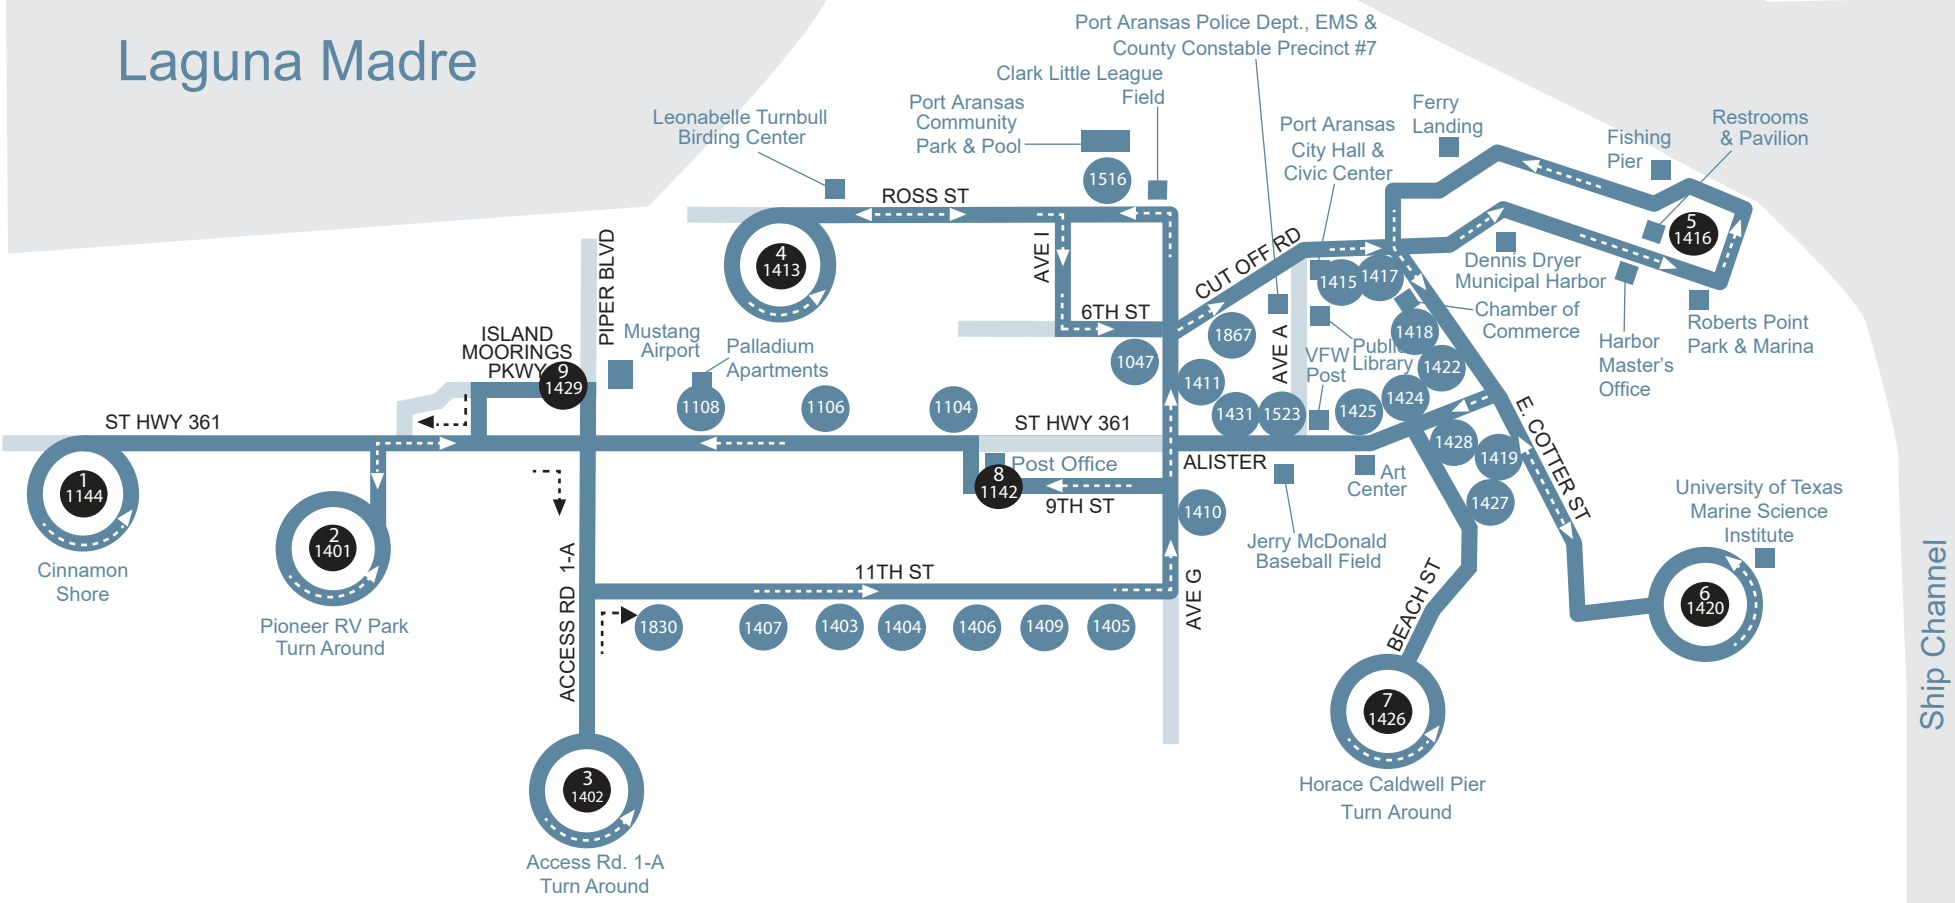 Port Aransas Police Dept., EMS &
County Constable Precinct #7
Laguna Madre
Clark Little League
Field
Port Aransas
Community
Park & Pool
Leonabelle Turnbull
Birding Center
Ferry
Landing
Port Aransas
City Hall &
Civic Center
Restrooms
& Pavilion
Fishing
Pier
1516
ROSS ST
4
1413
AVE I
PIPER BLVD
CUT OFF RD
5
1416
1415
1417
Dennis Dryer
Municipal Harbor
Chamber of
Commerce
Harbor
Master's
Office
Roberts Point
Park & Marina
6TH ST
1867
AVE A
1418
VFW
Post
Public
Library
1422
ISLAND
MOORINGS
PKWY
9
1429
Mustang
Airport
Palladium
Apartments
1047
1411
1108
1106
1104
1431
1523
1425
1424
E. COTTER ST
ST HWY 361
ST HWY 361
ALISTER
1428
1419
1427
Art
Center
1
1144
Cinnamon
Shore
Post Office
8
1142
9TH ST
1410
Jerry McDonald
Baseball Field
University of Texas
Marine Science
Institute
2
1401
Pioneer RV Park
Turn Around
ACCESS RD 1-A
11TH ST
AVE G
BEACH ST
6
1420
Ship Channel
1830
1407
1403
1404
1406
1409
1405
7
1426
Horace Caldwell Pier
Turn Around
3
1402
Access Rd. 1-A
Turn Around